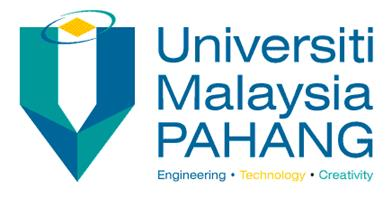 Universiti
Malaysia
PAHANG
Engineering • Technology • Creativity